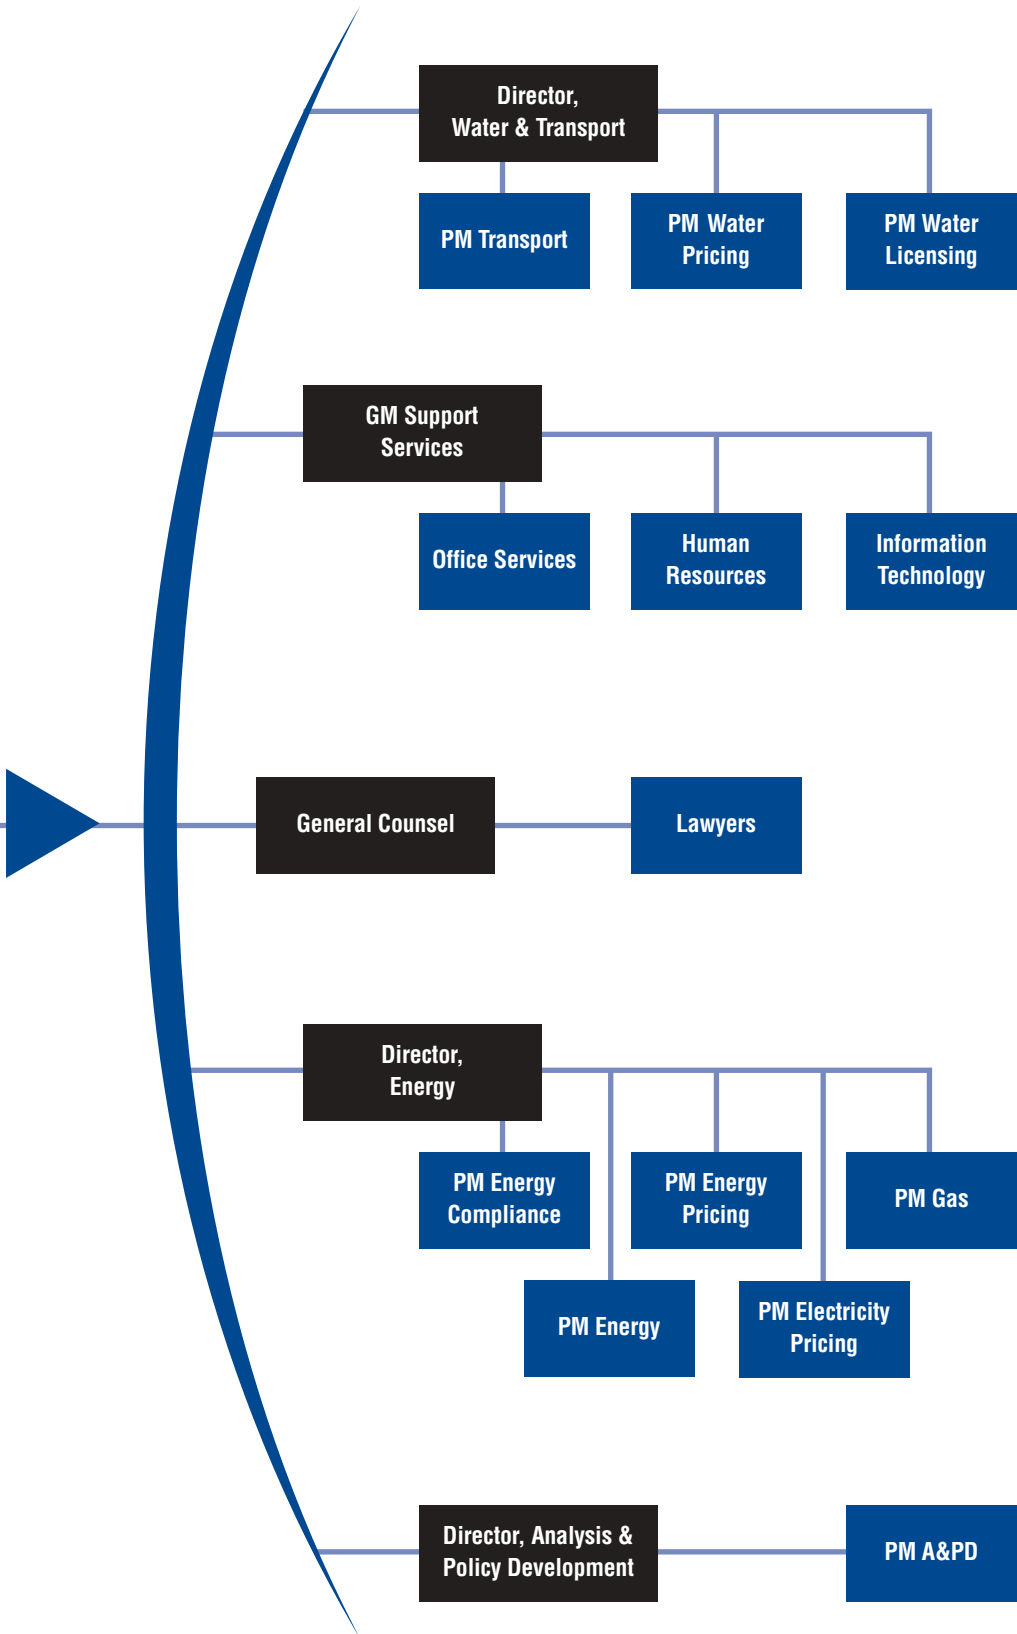 Director,
Water & Transport
PM Transport
PM Water
Pricing
PM Water
Licensing
GM Support
Services
Office Services
Human
Resources
Information
Technology
General Counsel
Lawyers
Director,
Energy
PM Energy
Compliance
PM Energy
Pricing
PM Gas
PM Energy
PM Electricity
Pricing
Director, Analysis &
Policy Development
PM A&PD